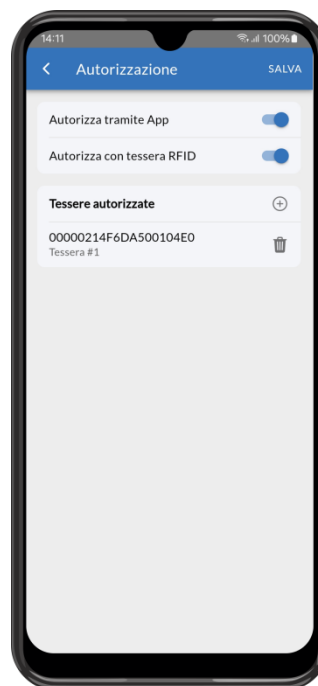 14:11 100%
Autorizzazione SALVA
Autorizza tramite App
Autorizza con tessera RFID
Tessere autorizzate
00000214F6DA500104E0
Tessera #1